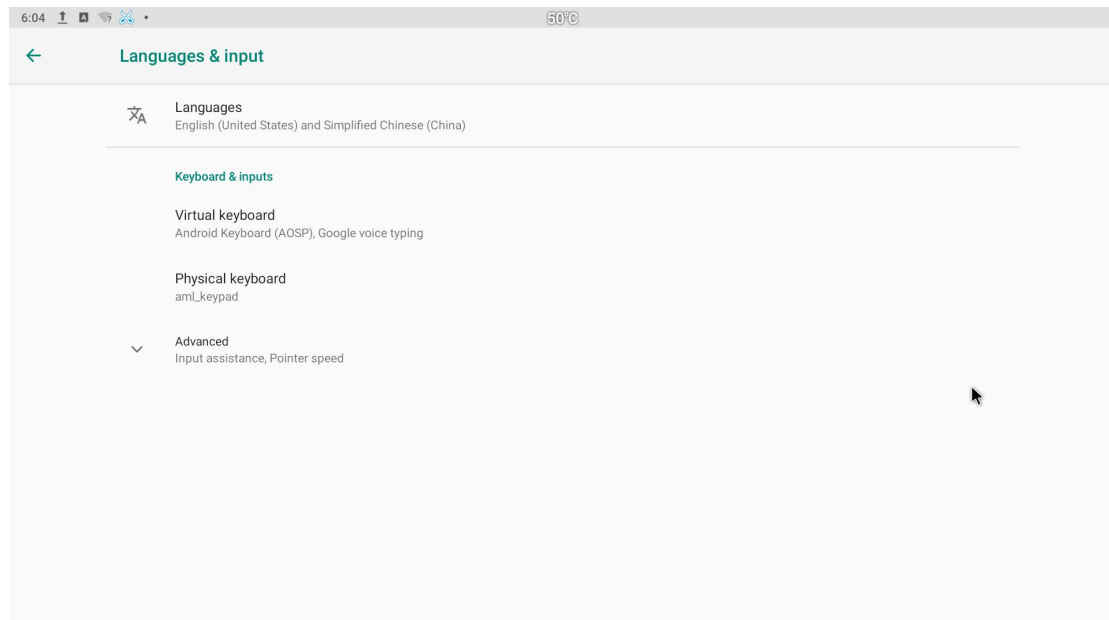 6:04
50°C
Languages & input
Languages
English (United States) and Simplified Chinese (China)
Keyboard & inputs
Virtual keyboard
Android Keyboard (AOSP), Google voice typing
Physical keyboard
aml_keypad
Advanced
Input assistance, Pointer speed